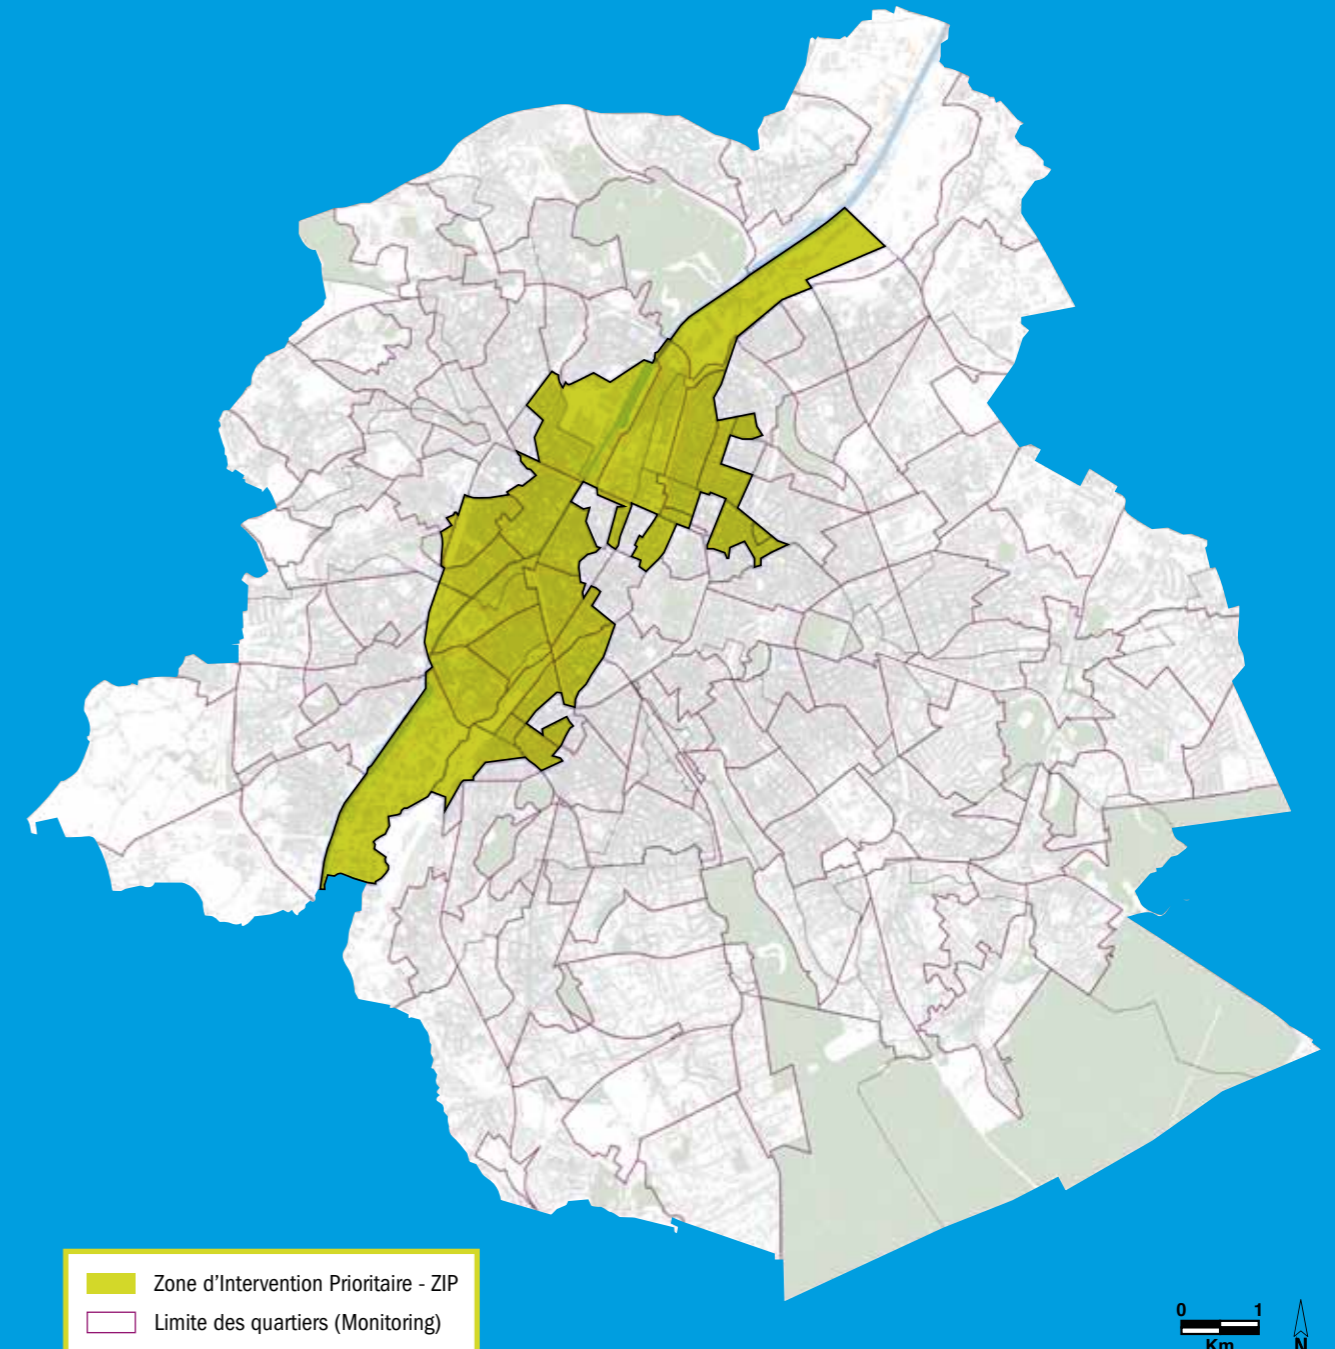 Zone d'Intervention Prioritaire - ZIP
Limite des quartiers (Monitoring)
0 1
Km
N